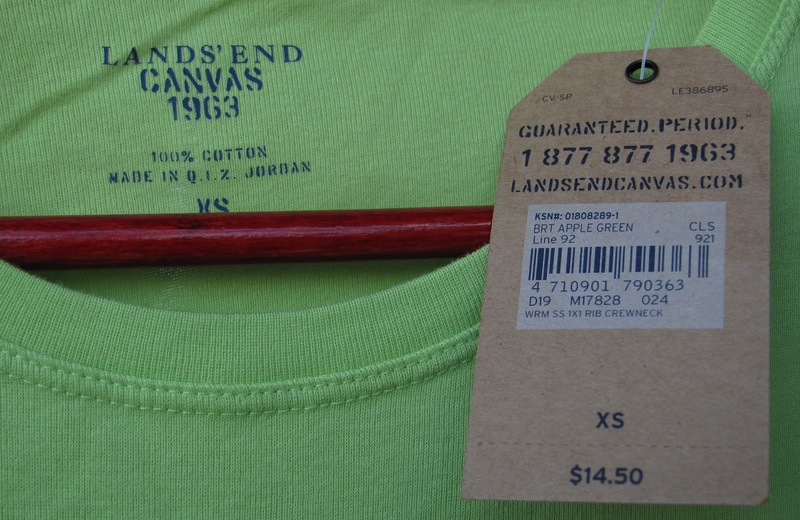 LANDS' END
CANVAS
1963
100% COTTON
MADE IN Q.I.Z. JORDAN
XS
CV-SP LE386895
GUARANTEED.PERIOD.
1 877 877 1963
LANDSENDCANVAS.COM
KSN#: 01808289-1
BRT APPLE GREEN CLS
Line 92 921
4 710901 790363
D19 M17828 024
WRM SS 1X1 RIB CREWNECK
XS
$14.50